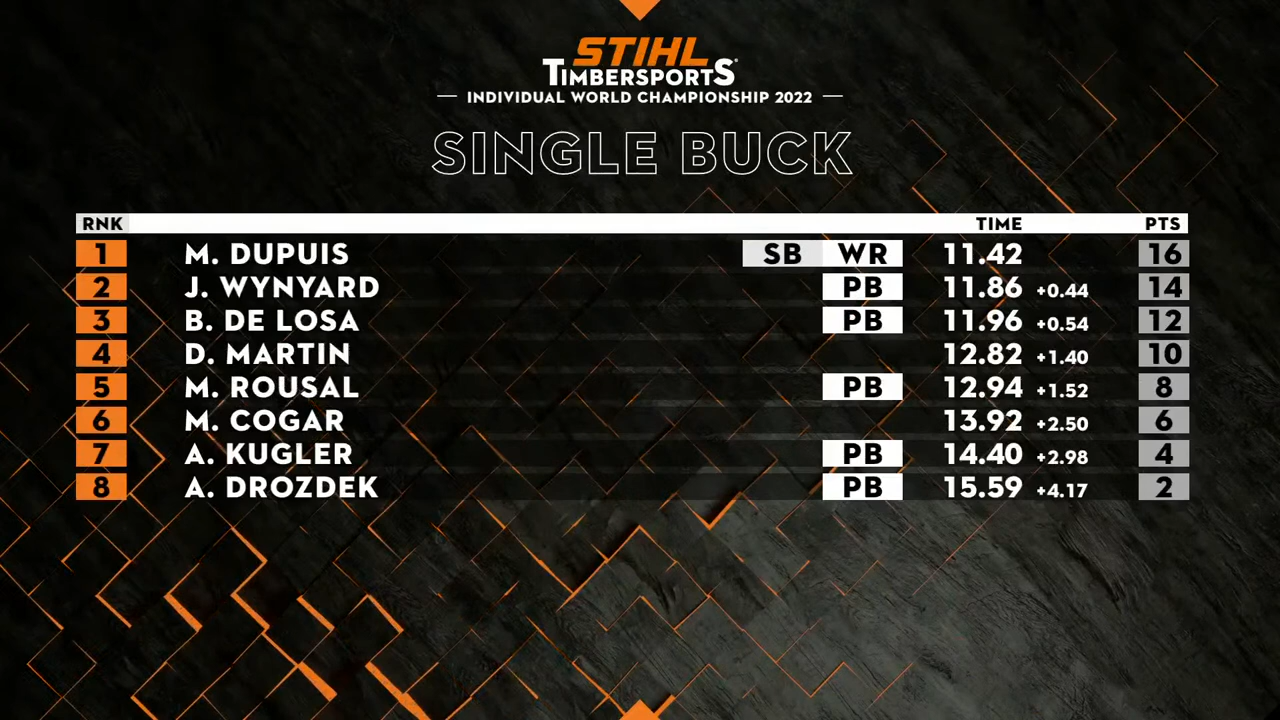 STIHL
TIMBERSPORTS®
INDIVIDUAL WORLD CHAMPIONSHIP 2022
SINGLE BUCK
RNK TIME PTS
1 M. DUPUIS SB WR 11.42 16
2 J. WYNYARD PB 11.86 +0.44 14
3 B. DE LOSA PB 11.96 +0.54 12
4 D. MARTIN 12.82 +1.40 10
5 M. ROUSAL PB 12.94 +1.52 8
6 M. COGAR 13.92 +2.50 6
7 A. KUGLER PB 14.40 +2.98 4
8 A. DROZDEK PB 15.59 +4.17 2